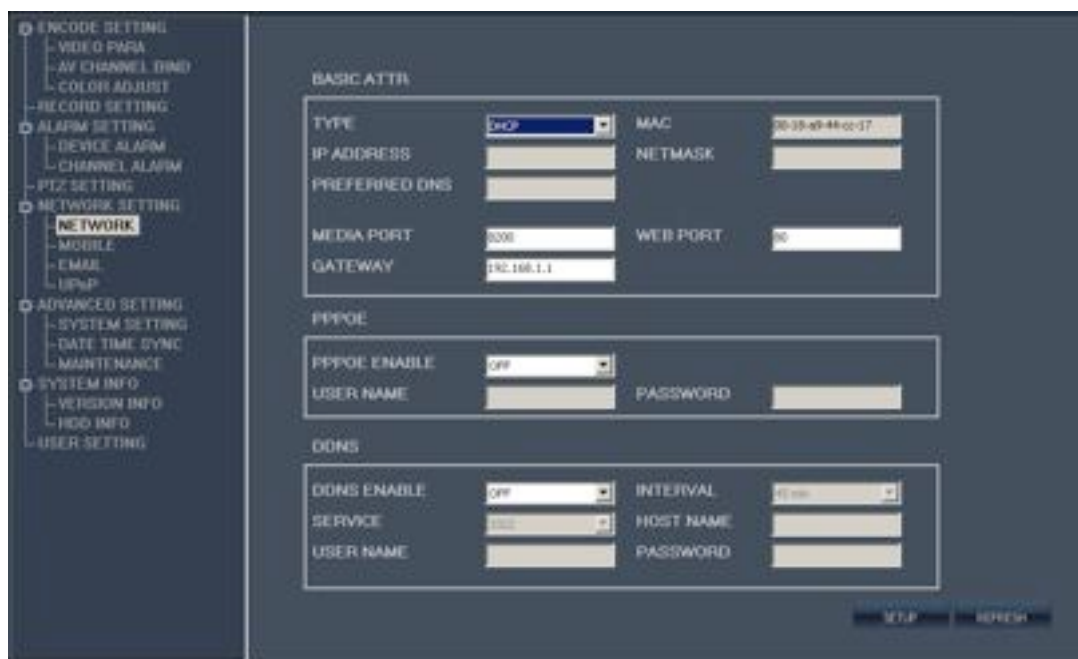 ENCODE SETTING
VIDEO PARA
AV CHANNEL BIND
COLOR ADJUST
RECORD SETTING
ALARM SETTING
DEVICE ALARM
CHANNEL ALARM
PTZ SETTING
NETWORK SETTING
NETWORK
MOBILE
EMAIL
UPnP
ADVANCED SETTING
SYSTEM SETTING
DATE TIME SYNC
MAINTENANCE
SYSTEM INFO
VERSION INFO
HDD INFO
USER SETTING
BASIC ATTR
TYPE DHCP MAC
IP ADDRESS NETMASK
PREFERRED DNS
MEDIA PORT 8200 WEB PORT 80
GATEWAY 192.168.1.1
PPPOE
PPPOE ENABLE OFF
USER NAME PASSWORD
DDNS
DDNS ENABLE OFF INTERVAL
SERVICE HOST NAME
USER NAME PASSWORD
SETUP REFRESH